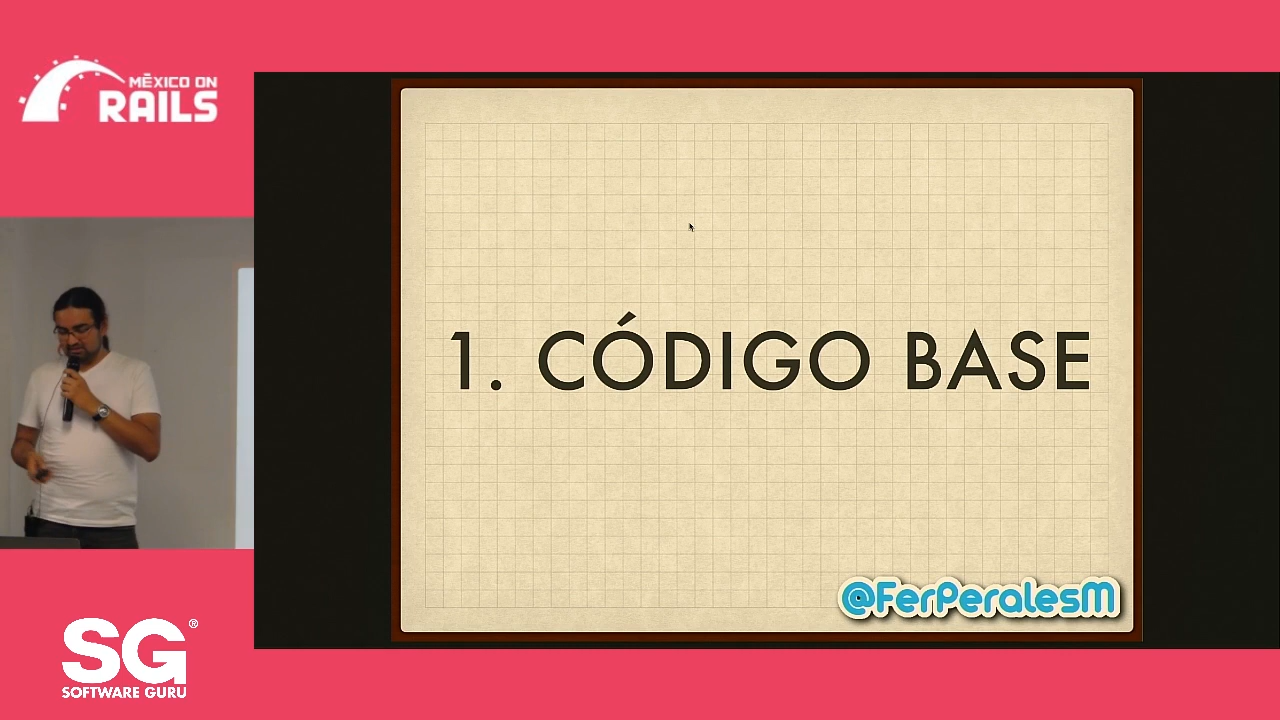 MÉXICO ON
RAILS
1. CÓDIGO BASE
@FerPeralesM
SG®
SOFTWARE GURU